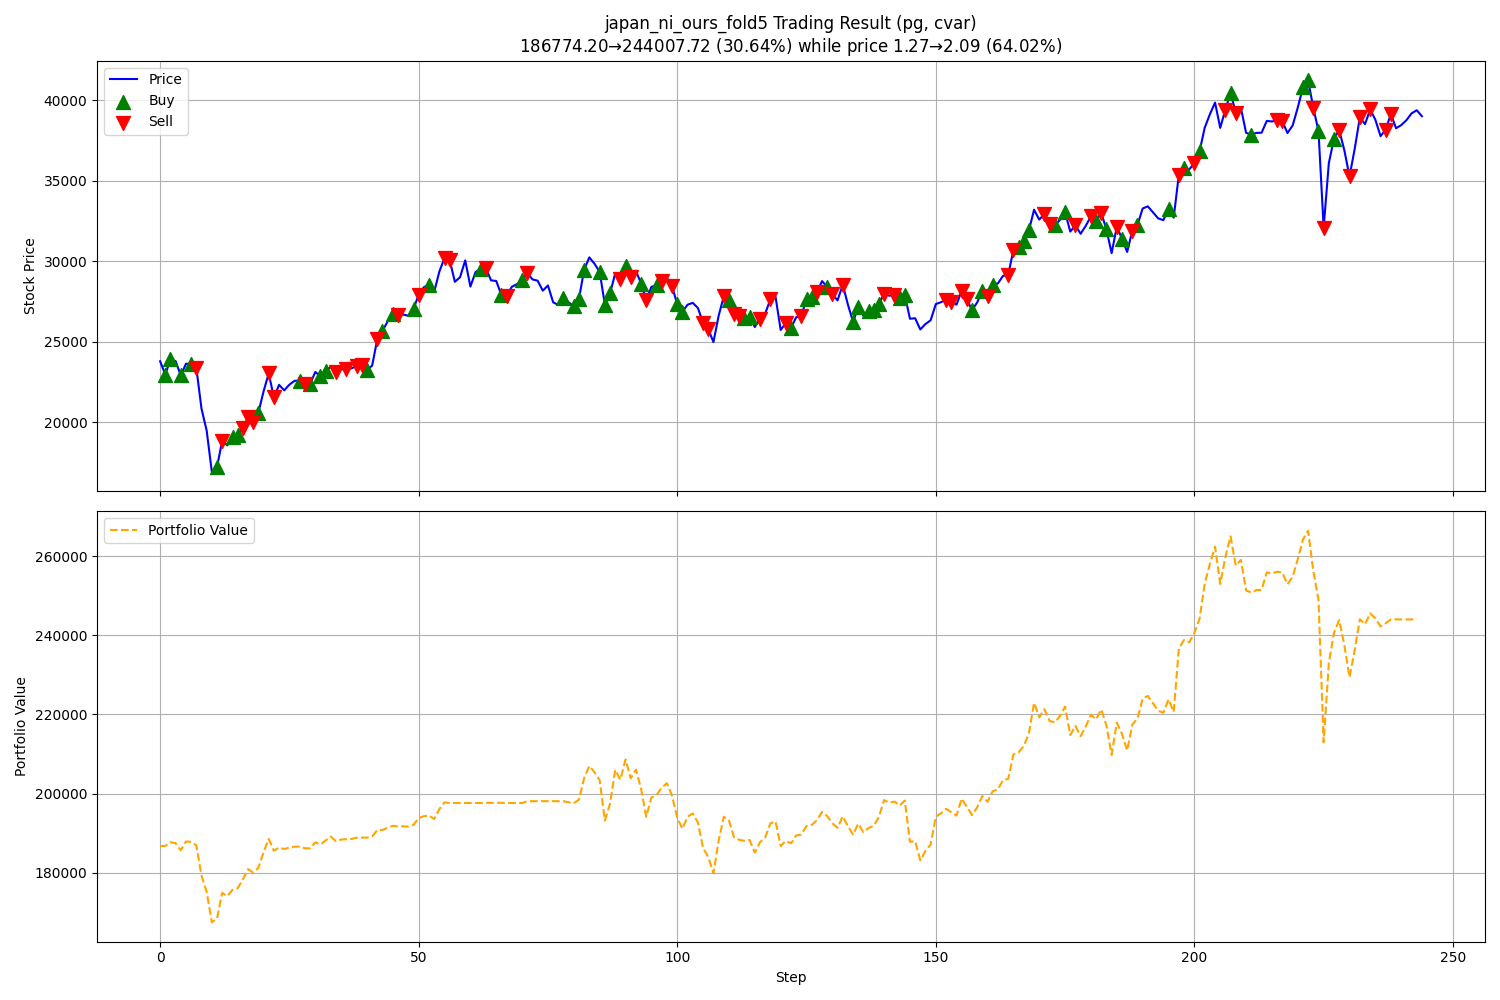 japan_ni_ours_fold5 Trading Result (pg, cvar)
186774.20→244007.72 (30.64%) while price 1.27→2.09 (64.02%)
Price
Buy
Sell
40000
35000
30000
25000
20000
Stock Price
Portfolio Value
260000
240000
220000
200000
180000
Portfolio Value
0
50
100
150
200
250
Step